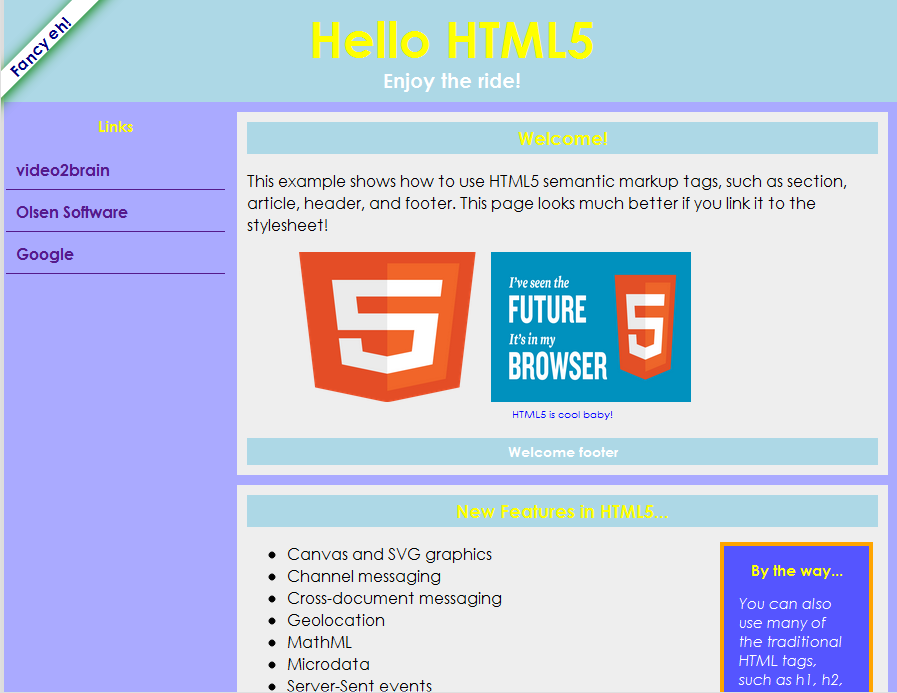 Fancy eh!
Hello HTML5
Enjoy the ride!
Links
video2brain
Olsen Software
Google
Welcome!
This example shows how to use HTML5 semantic markup tags, such as section,
article, header, and footer. This page looks much better if you link it to the
stylesheet!
5
I've seen the
FUTURE
It's in my
BROWSER
5
HTML5 is cool baby!
Welcome footer
New Features in HTML5...
Canvas and SVG graphics
Channel messaging
Cross-document messaging
Geolocation
MathML
Microdata
Server-Sent events
By the way...
You can also
use many of
the traditional
HTML tags,
such as h1, h2,